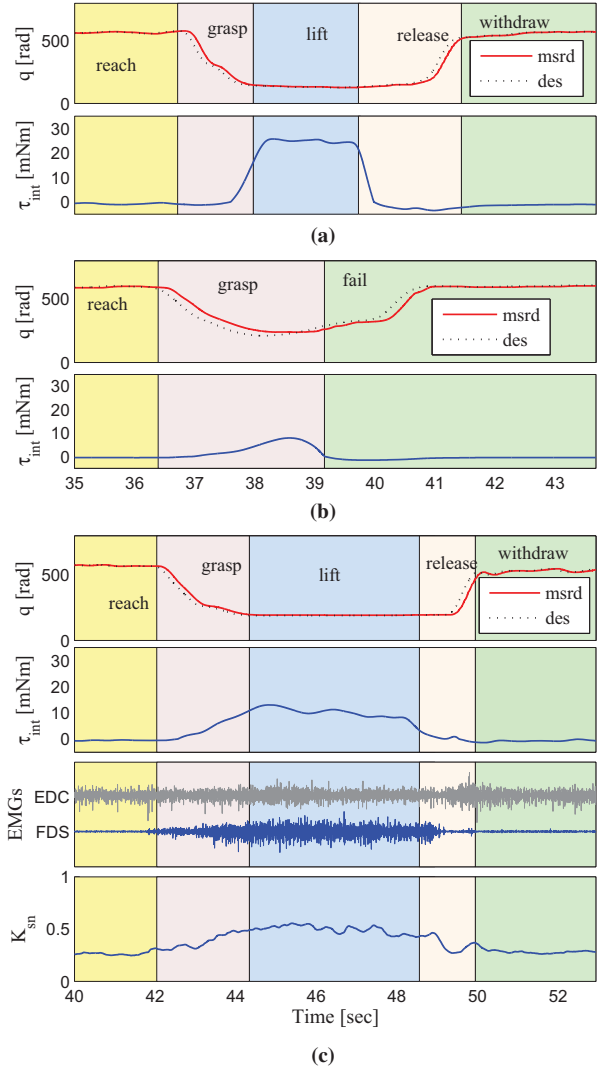 q [rad]
500
0
reach
grasp
lift
release
withdraw
msrd
des
τint [mNm]
30
20
10
0
(a)
q [rad]
500
0
reach
grasp
fail
msrd
des
τint [mNm]
30
20
10
0
35 36 37 38 39 40 41 42 43
(b)
q [rad]
500
0
reach
grasp
lift
release
withdraw
msrd
des
τint [mNm]
30
20
10
0
EMGs
EDC
FDS
Ksn
1
0.5
0
40 42 44 46 48 50 52
Time [sec]
(c)